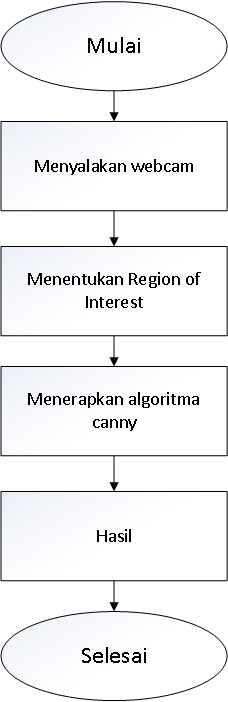 Mulai
Menyalakan webcam
Menentukan Region of
Interest
Menerapkan algoritma
canny
Hasil
Selesai